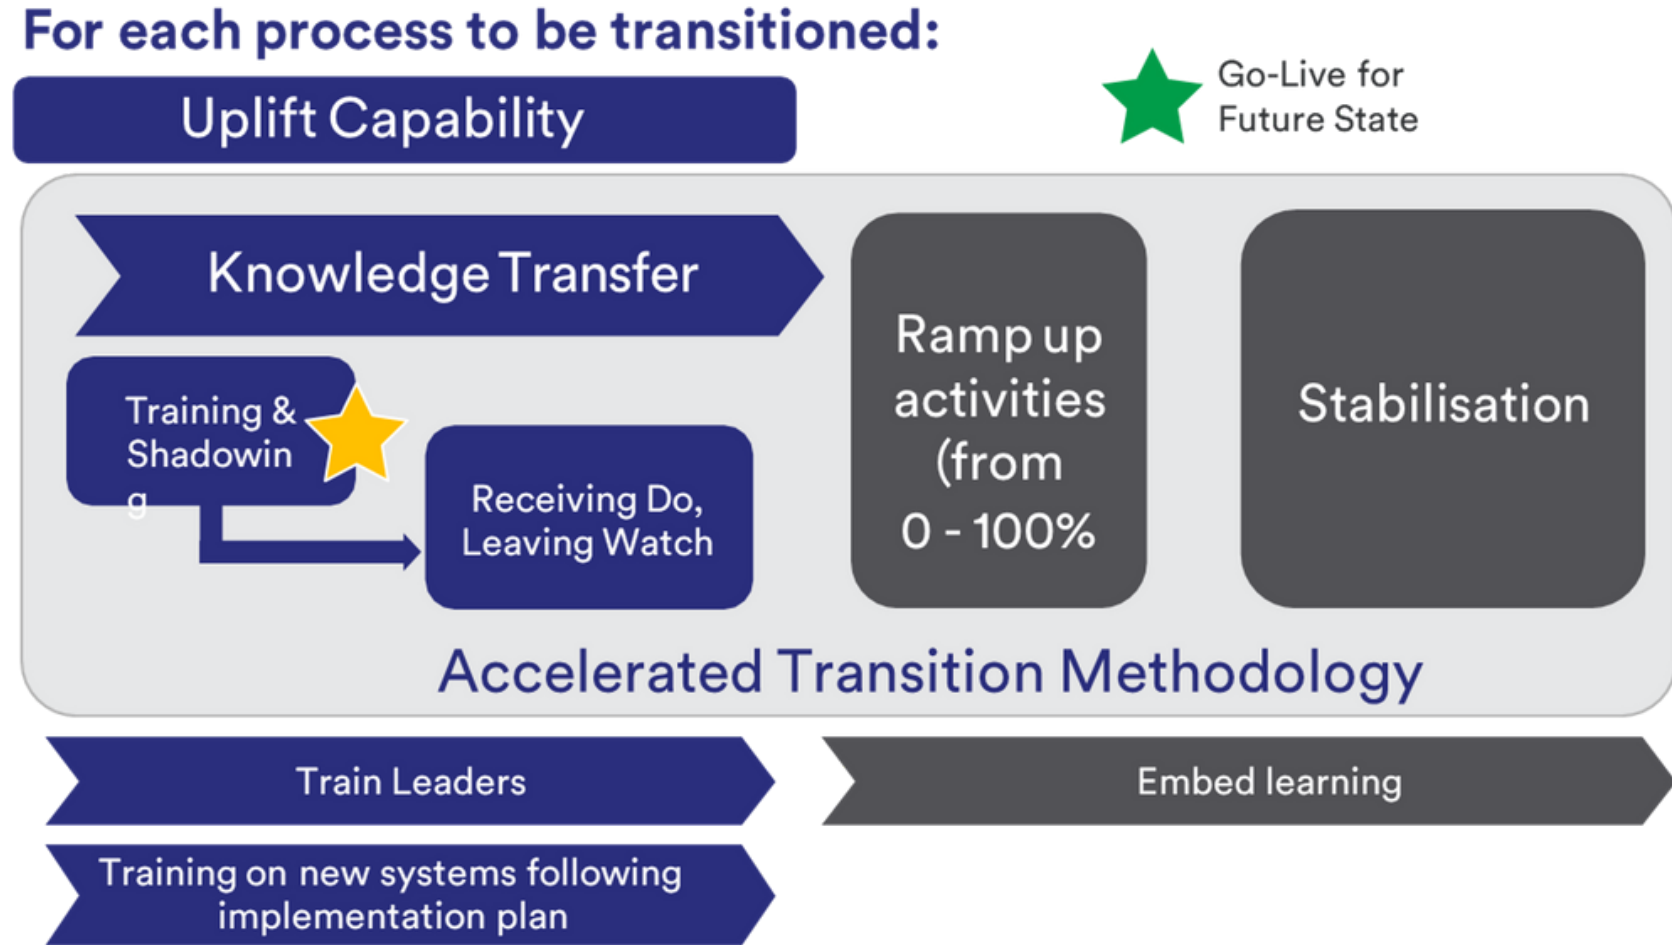 For each process to be transitioned:
Uplift Capability
Go-Live for
Future State
Knowledge Transfer
Training &
Shadowin
g
Receiving Do,
Leaving Watch
Ramp up
activities
(from
0 - 100%
Stabilisation
Accelerated Transition Methodology
Train Leaders
Embed learning
Training on new systems following
implementation plan